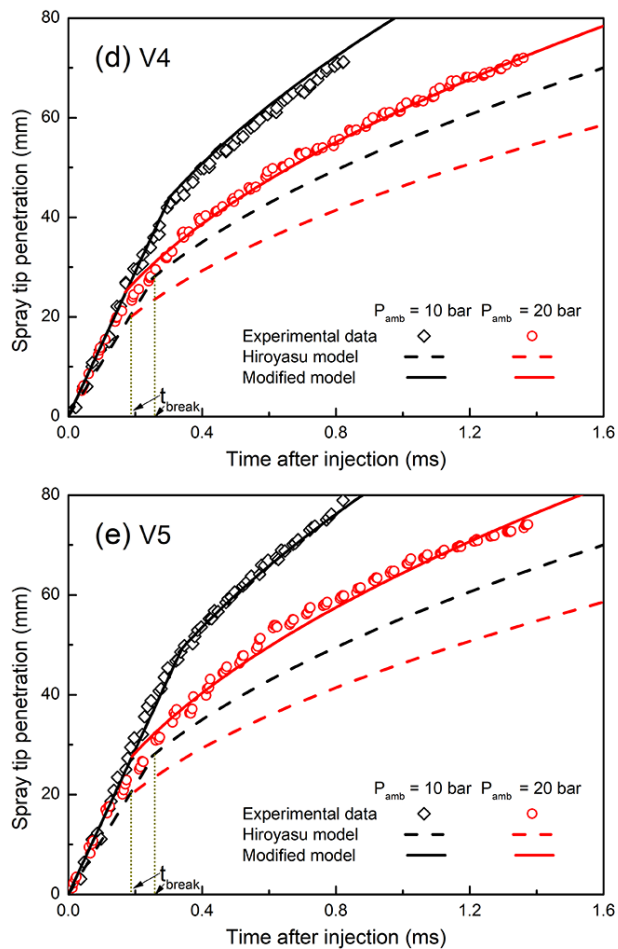 (d) V4
Spray tip penetration (mm)
80
60
40
20
0
P_amb = 10 bar P_amb = 20 bar
Experimental data
Hiroyasu model
Modified model
t_break
0.0 0.4 0.8 1.2 1.6
Time after injection (ms)
(e) V5
Spray tip penetration (mm)
80
60
40
20
0
P_amb = 10 bar P_amb = 20 bar
Experimental data
Hiroyasu model
Modified model
t_break
0.0 0.4 0.8 1.2 1.6
Time after injection (ms)